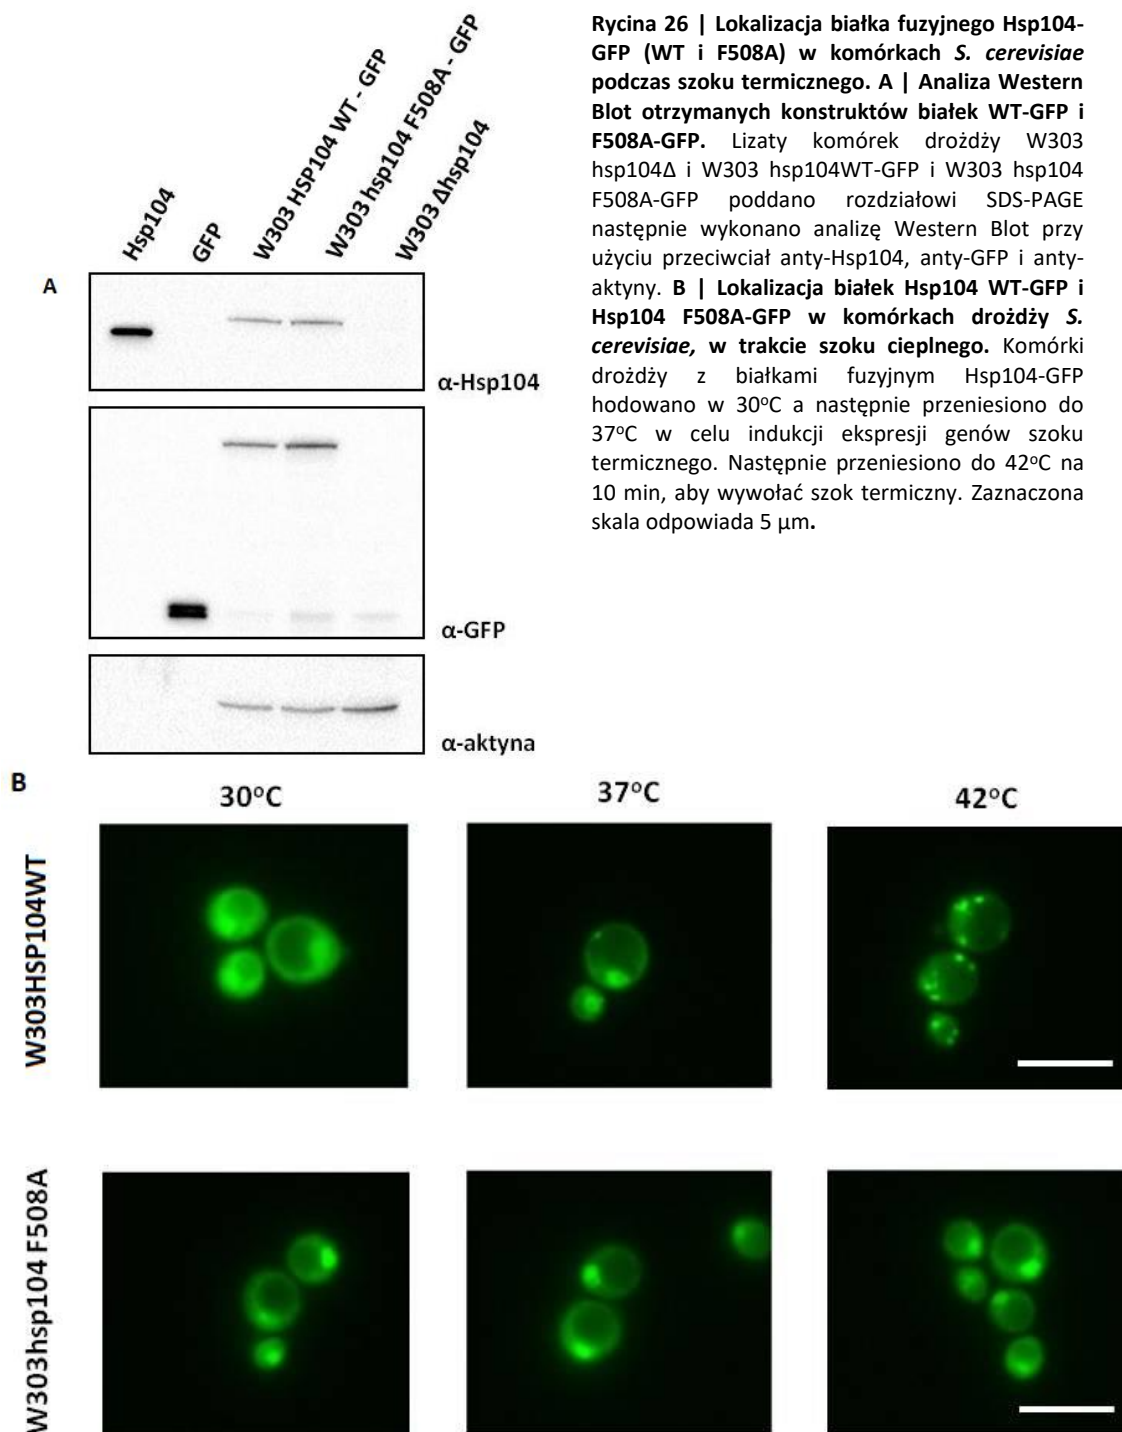 Rycina 26 | Lokalizacja białka fuzyjnego Hsp104-
GFP (WT i F508A) w komórkach S. cerevisiae
podczas szoku termicznego. A | Analiza Western
Blot otrzymanych konstruktów białek WT-GFP i
F508A-GFP. Lizaty komórek drożdży W303
hsp104Δ i W303 hsp104WT-GFP i W303 hsp104
F508A-GFP poddano rozdziałowi SDS-PAGE
następnie wykonano analizę Western Blot przy
użyciu przeciwciał anty-Hsp104, anty-GFP i anty-
aktyny. B | Lokalizacja białek Hsp104 WT-GFP i
Hsp104 F508A-GFP w komórkach drożdży S.
cerevisiae, w trakcie szoku cieplnego. Komórki
drożdży z białkami fuzyjnym Hsp104-GFP
hodowano w 30°C a następnie przeniesiono do
37°C w celu indukcji ekspresji genów szoku
termicznego. Następnie przeniesiono do 42°C na
10 min, aby wywołać szok termiczny. Zaznaczona
skala odpowiada 5 µm.
Hsp104
GFP
W303 HSP104 WT - GFP
W303 hsp104 F508A - GFP
W303 Δhsp104
A
α-Hsp104
α-GFP
α-aktyna
B
30°C
37°C
42°C
W303HSP104WT
W303hsp104 F508A